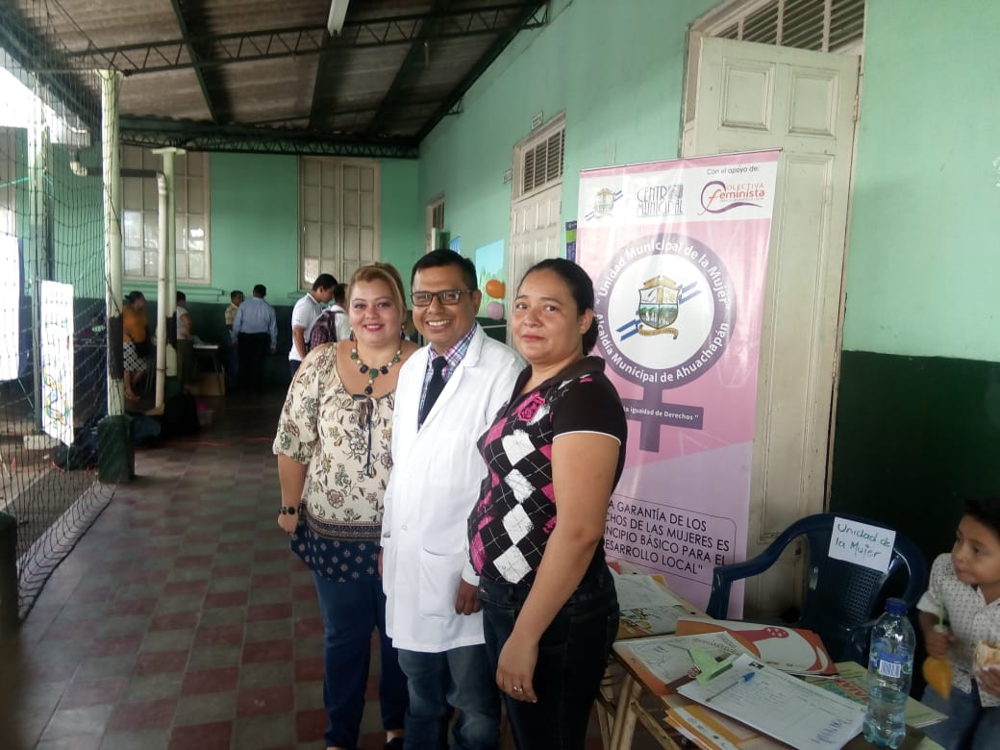 Con el apoyo de:
CENTRO
MUNICIPAL
COLECTIVA
feminista
"Unidad Municipal de la Mujer"
Alcaldía Municipal de Ahuachapán
la igualdad de Derechos"
A GARANTÍA DE LOS
CHOS DE LAS MUJERES ES
NCIPIO BÁSICO PARA EL
ESARROLLO LOCAL"
Unidad de
la Mujer